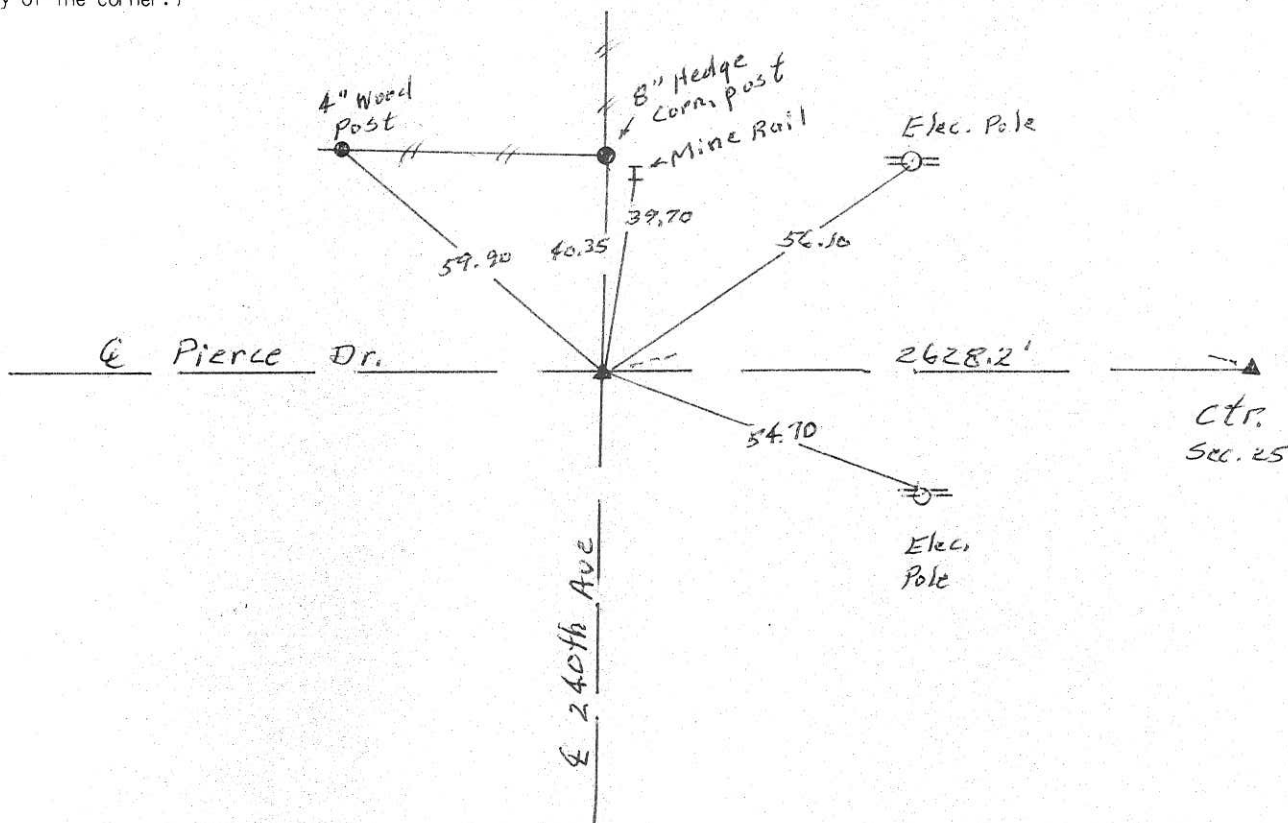 y of the corner.)
4" Wood
Post
8" Hedge
Corn. post
Mine Rail
Elec. Pole
59.90
40.35
39.70
56.10
℄ Pierce Dr.
2628.2'
Ctr.
Sec. 25
54.70
Elec.
Pole
℄ 240th Ave